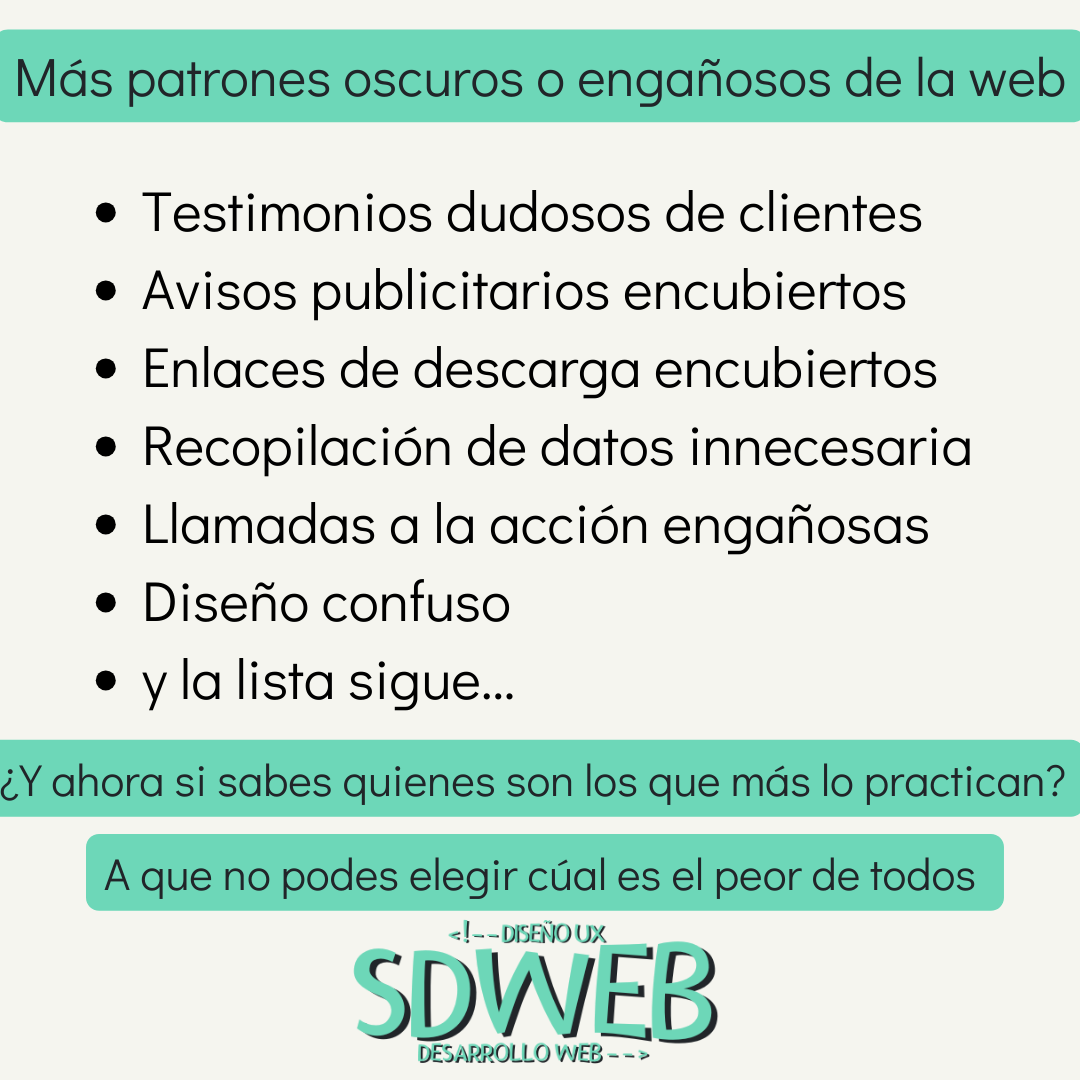 Más patrones oscuros o engañosos de la web
• Testimonios dudosos de clientes
• Avisos publicitarios encubiertos
• Enlaces de descarga encubiertos
• Recopilación de datos innecesaria
• Llamadas a la acción engañosas
• Diseño confuso
• y la lista sigue...
¿Y ahora si sabes quienes son los que más lo practican?
A que no podes elegir cúal es el peor de todos
<!--DISEÑO UX
SDWEB
DESARROLLO WEB-->